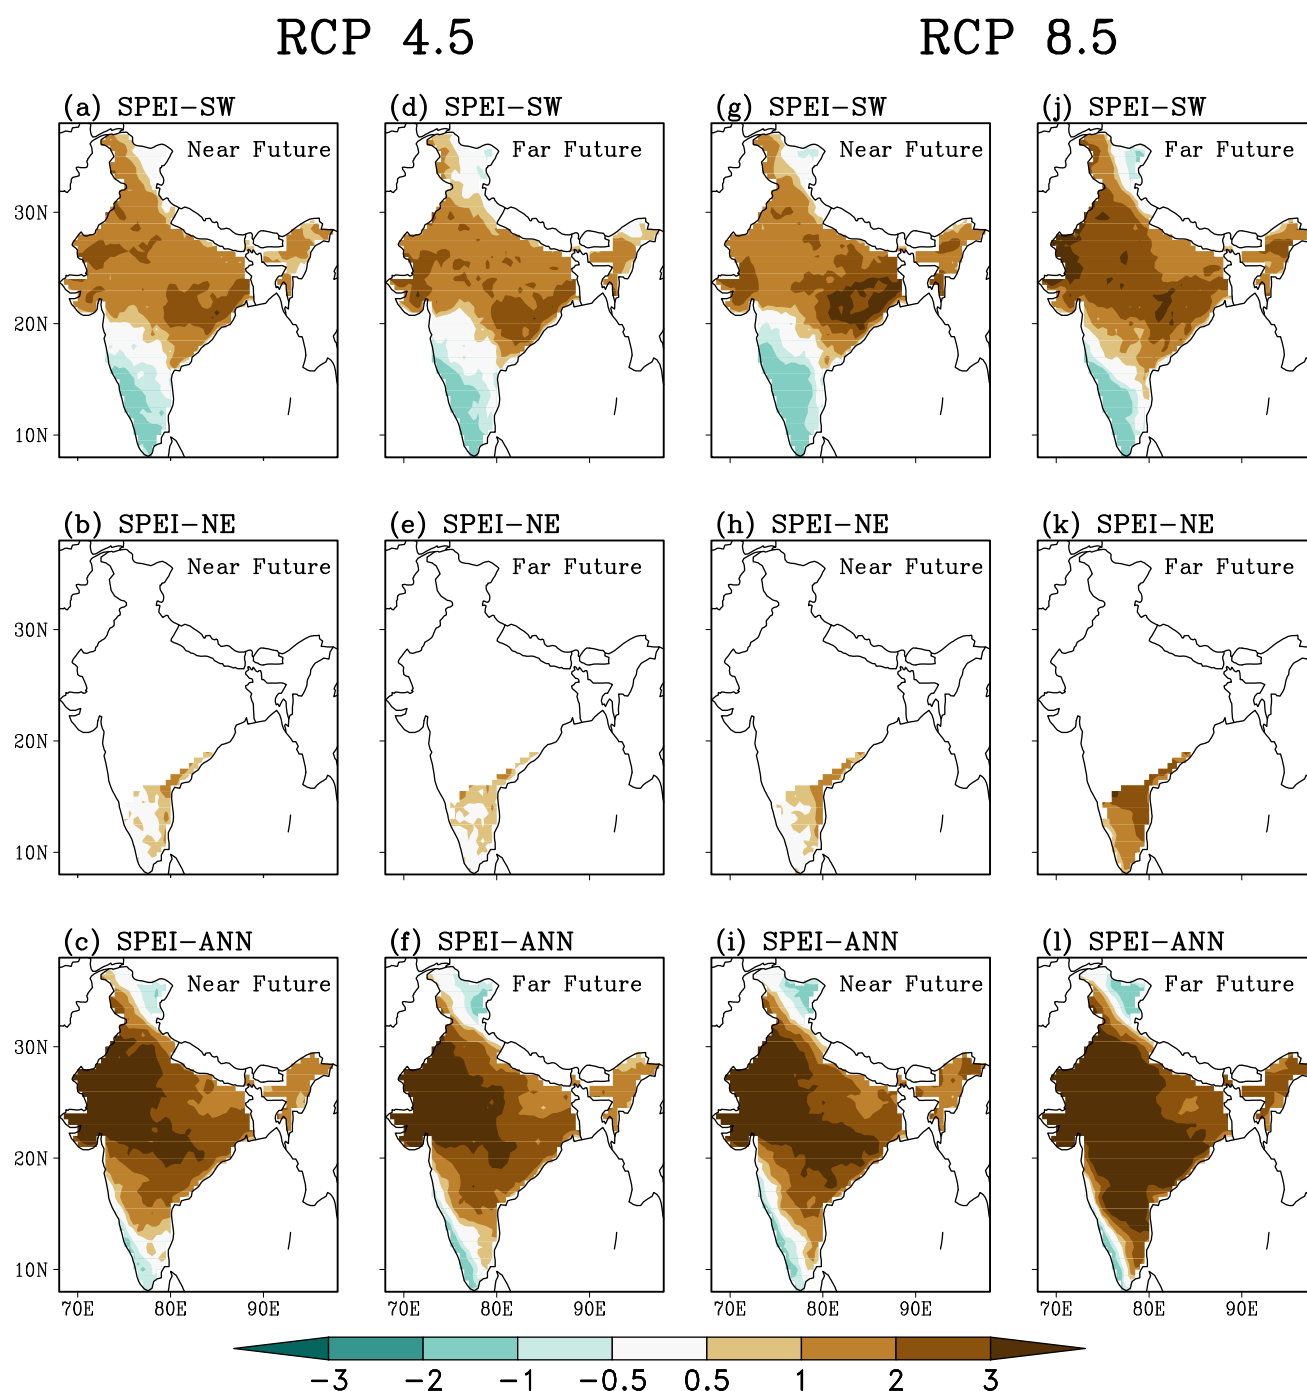 RCP 4.5 RCP 8.5
(a) SPEI-SW (d) SPEI-SW (g) SPEI-SW (j) SPEI-SW
Near Future Far Future Near Future Far Future
30N
20N
10N
(b) SPEI-NE (e) SPEI-NE (h) SPEI-NE (k) SPEI-NE
Near Future Far Future Near Future Far Future
30N
20N
10N
(c) SPEI-ANN (f) SPEI-ANN (i) SPEI-ANN (l) SPEI-ANN
Near Future Far Future Near Future Far Future
30N
20N
10N
70E 80E 90E 70E 80E 90E 70E 80E 90E 70E 80E 90E
-3 -2 -1 -0.5 0.5 1 2 3